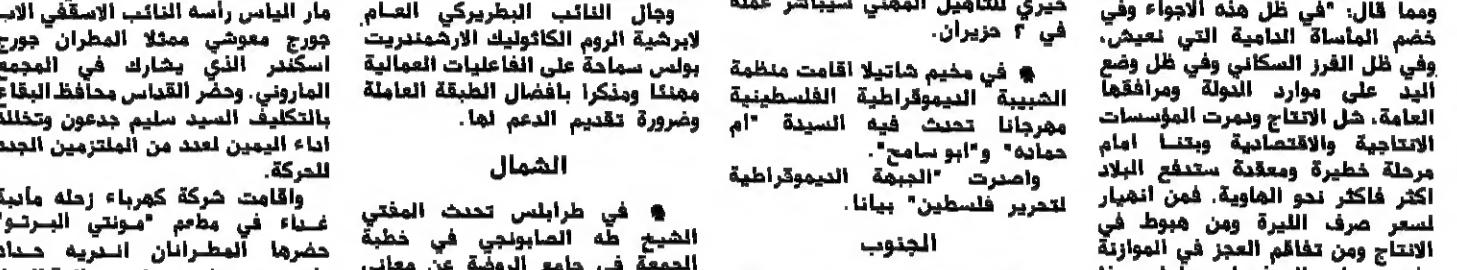 ومما قال: "في ظل هذه الاجواء وفي
خضم المأساة الدامية التي نعيش،
وفي ظل الفرز السكاني وفي ظل وضع
اليد على موارد الدولة ومرافقها
العامة، شل الانتاج ودمرت المؤسسات
الانتاجية والاقتصادية وبتنا امام
مرحلة خطيرة ومعقدة ستدفع البلاد
اكثر فاكثر نحو الهاوية. فمن انهيار
لسعر صرف الليرة ومن هبوط في
الانتاج ومن تفاقم العجز في الموازنة
خيري للتأهيل المهني سيباشر عمله
في ٢ حزيران.
● في مخيم شاتيلا اقامت منظمة
الشبيبة الديموقراطية الفلسطينية
مهرجانا تحدث فيه السيدة "ام
حماده" و"ابو سامح".
واصدرت "الجبهة الديموقراطية
لتحرير فلسطين" بيانا.
الجنوب
وجال النائب البطريركي العام
لابرشية الروم الكاثوليك الارشمندريت
بولس سماحة على الفاعليات العمالية
مهنئا ومذكرا بافضال الطبقة العاملة
وضرورة تقديم الدعم لها.
الشمال
● في طرابلس تحدث المفتي
الشيخ طه الصابونجي في خطبة
الجمعة في جامع الروضة عن معاني
مار الياس رأسه النائب الاسقفي الاب
جورج معوشي ممثلا المطران جورج
اسكندر الذي يشارك في المجمع
الماروني. وحضر القداس محافظ البقاع
بالتكليف السيد سليم جدعون وتخلله
اداء اليمين لعدد من الملتزمين الجدد
للحركة.
واقامت شركة كهرباء زحله مأدبة
غداء في مطعم "مونتي البرتو"
حضرها المطرانان اندريه حداد